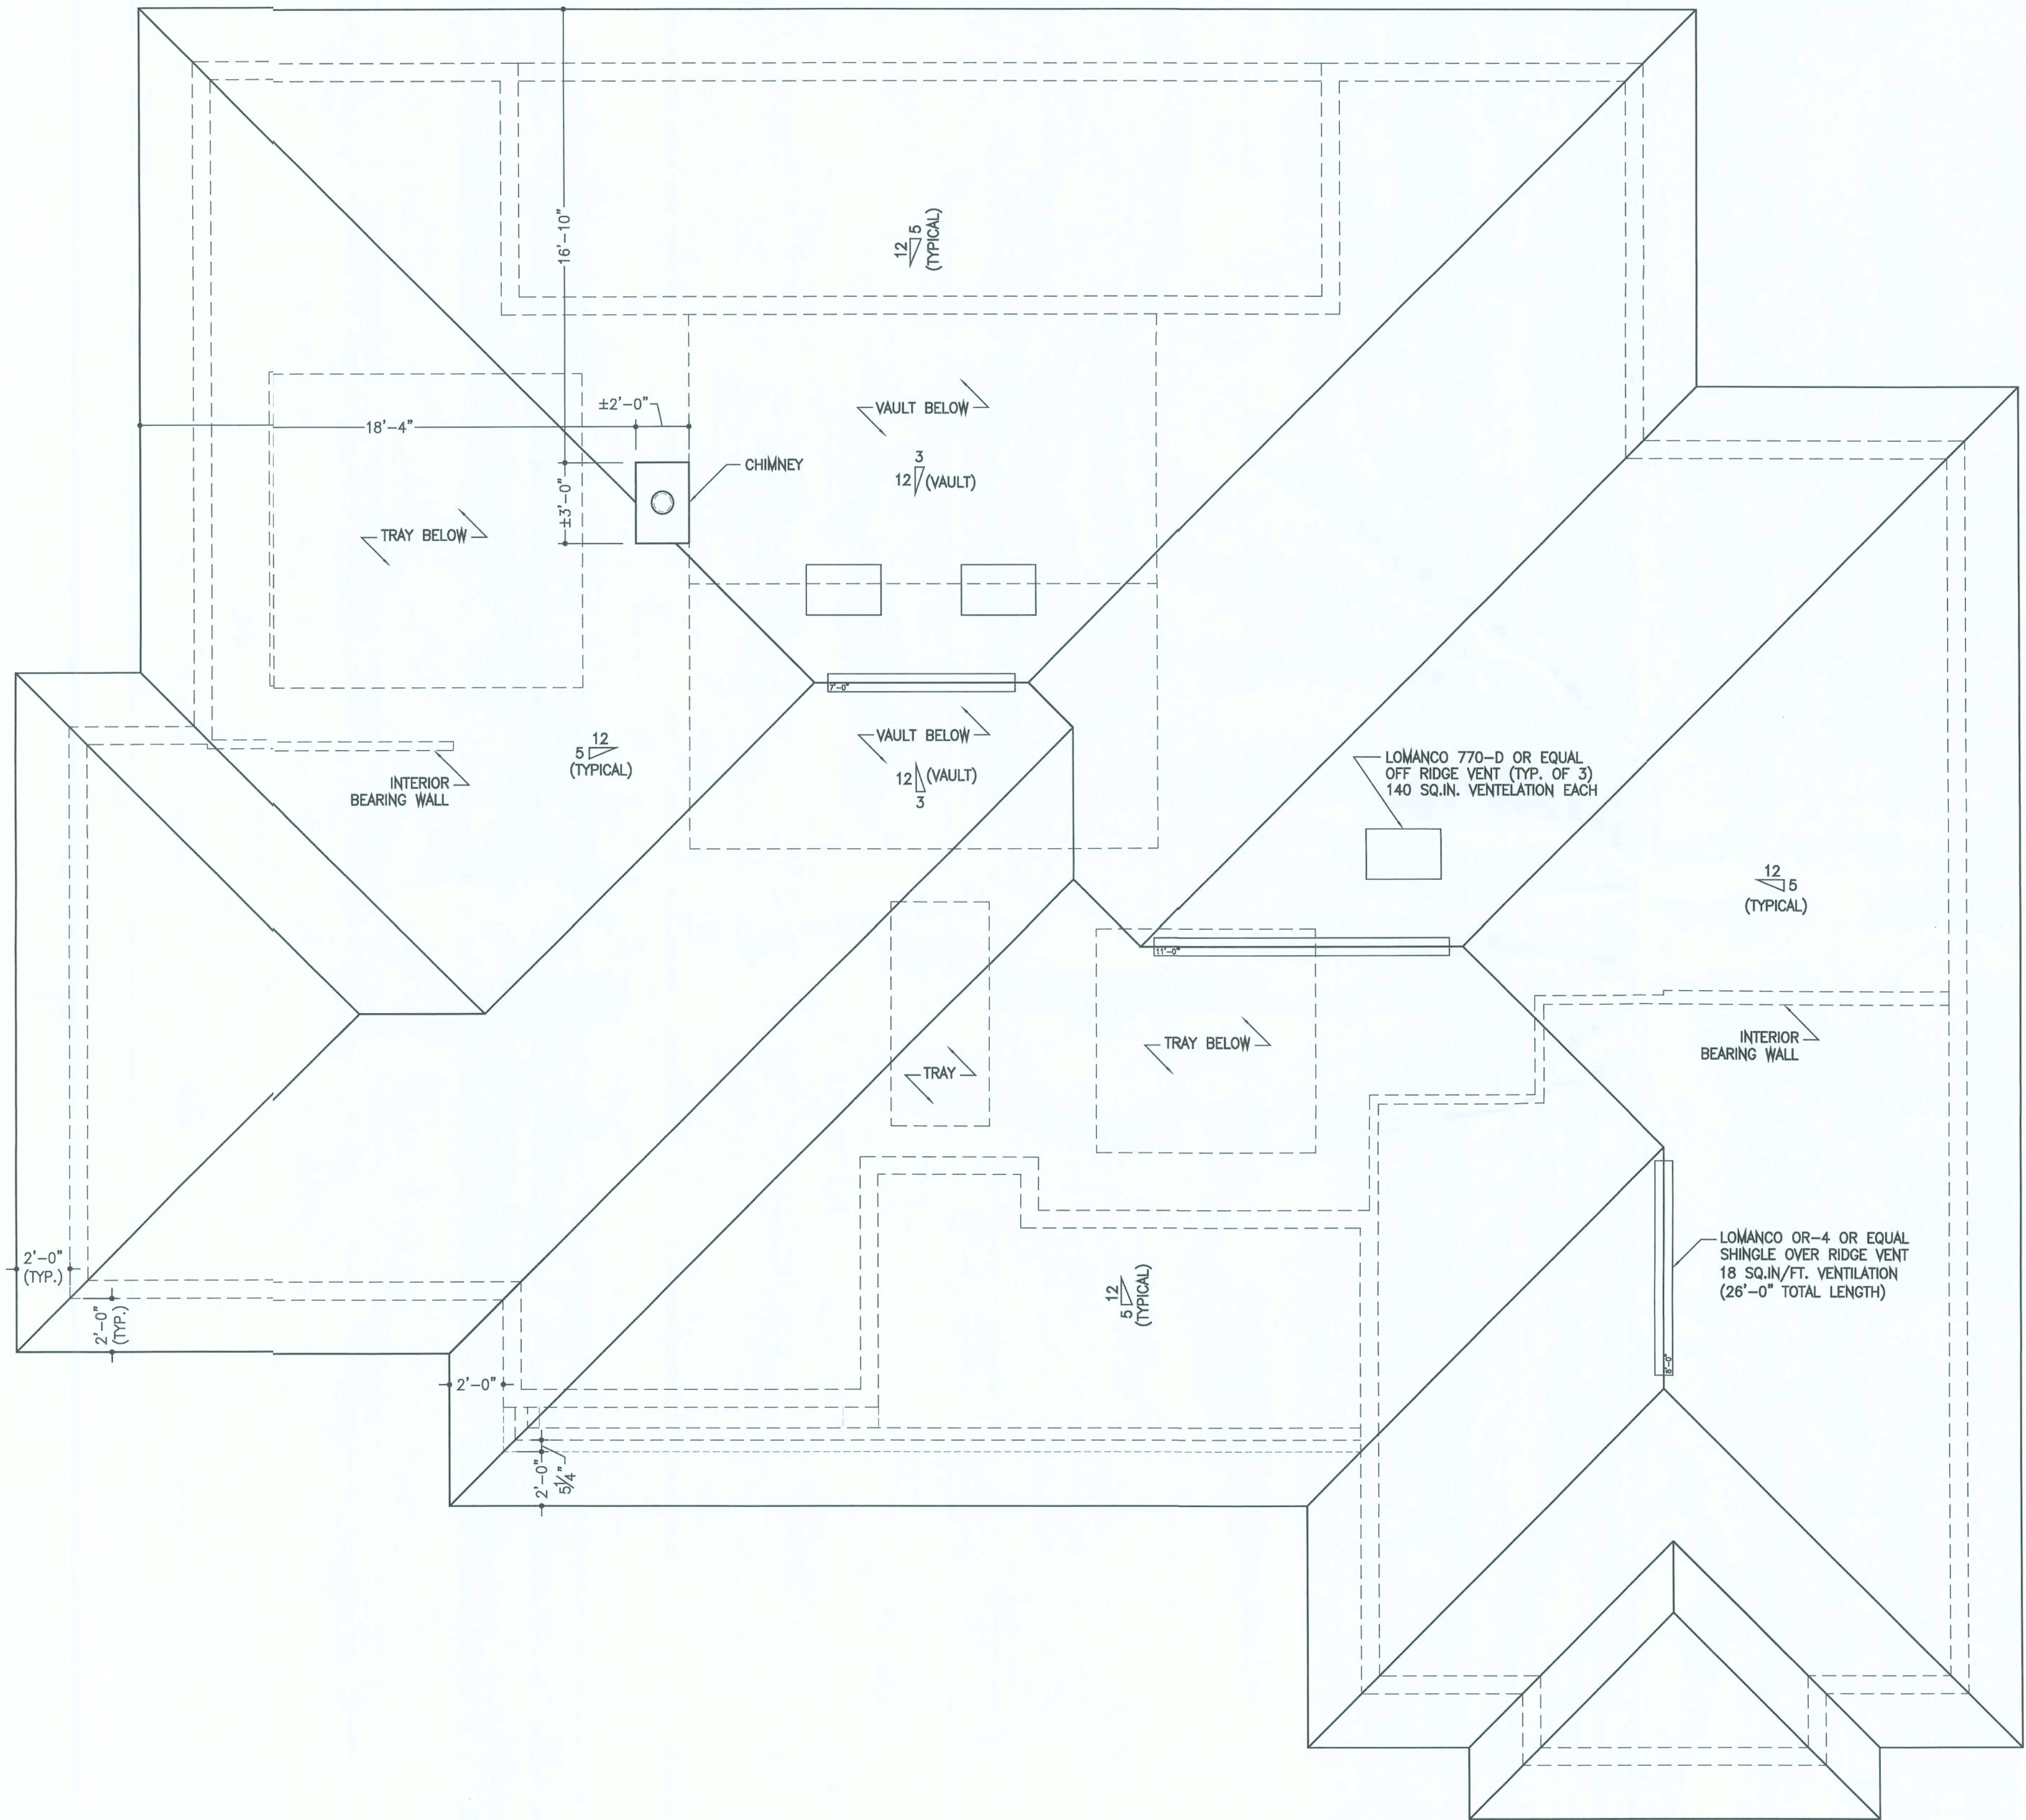 16'-10"
12
5
(TYPICAL)
±2'-0"
18'-4"
VAULT BELOW
CHIMNEY
3
12 (VAULT)
±3'-0"
TRAY BELOW
7'-0"
VAULT BELOW
12 (VAULT)
3
12
5
(TYPICAL)
INTERIOR
BEARING WALL
LOMANCO 770-D OR EQUAL
OFF RIDGE VENT (TYP. OF 3)
140 SQ.IN. VENTELATION EACH
12
5
(TYPICAL)
11'-0"
INTERIOR
BEARING WALL
TRAY BELOW
TRAY
LOMANCO OR-4 OR EQUAL
SHINGLE OVER RIDGE VENT
18 SQ.IN/FT. VENTILATION
(26'-0" TOTAL LENGTH)
2'-0"
(TYP.)
2'-0"
(TYP.)
12
5
(TYPICAL)
8'-0"
2'-0"
2'-0"
5¼"